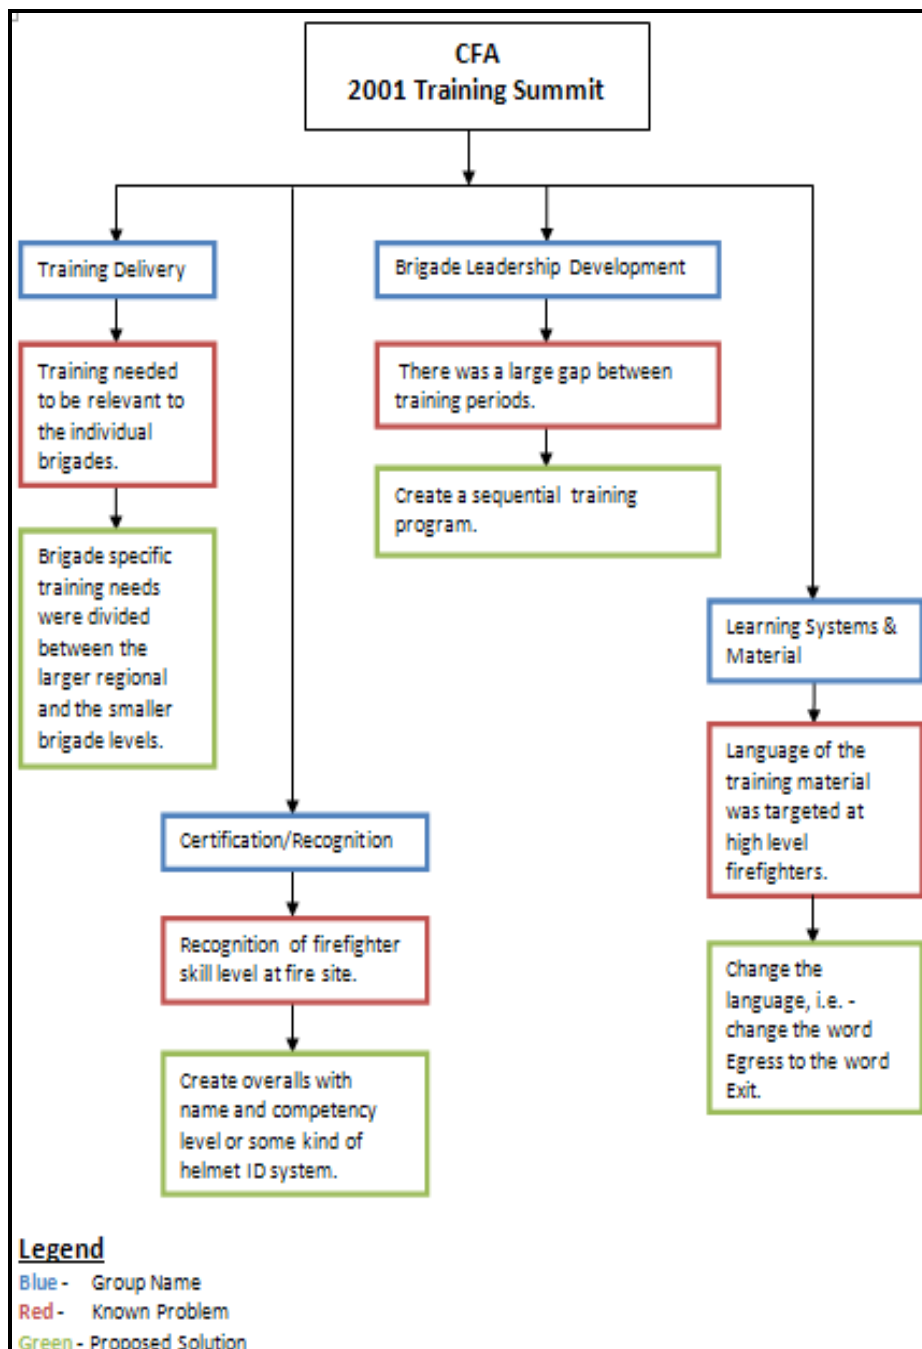 CFA
2001 Training Summit
Training Delivery
Training needed
to be relevant to
the individual
brigades.
Brigade specific
training needs
were divided
between the
larger regional
and the smaller
brigade levels.
Certification/Recognition
Recognition of firefighter
skill level at fire site.
Create overalls with
name and competency
level or some kind of
helmet ID system.
Brigade Leadership Development
There was a large gap between
training periods.
Create a sequential training
program.
Learning Systems &
Material
Language of the
training material
was targeted at
high level
firefighters.
Change the
language, i.e. -
change the word
Egress to the word
Exit.
Legend
Blue - Group Name
Red - Known Problem
Green - Proposed Solution